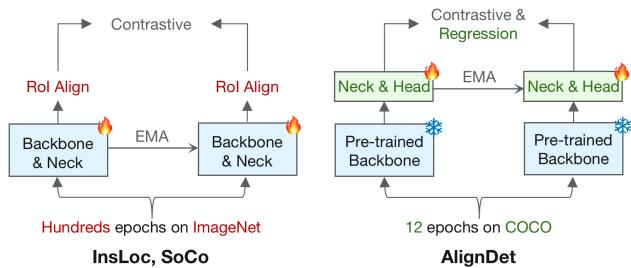 Contrastive
RoI Align
RoI Align
Backbone
& Neck
EMA
Backbone
& Neck
Hundreds epochs on ImageNet
InsLoc, SoCo
Contrastive &
Regression
Neck & Head
EMA
Neck & Head
Pre-trained
Backbone
Pre-trained
Backbone
12 epochs on COCO
AlignDet